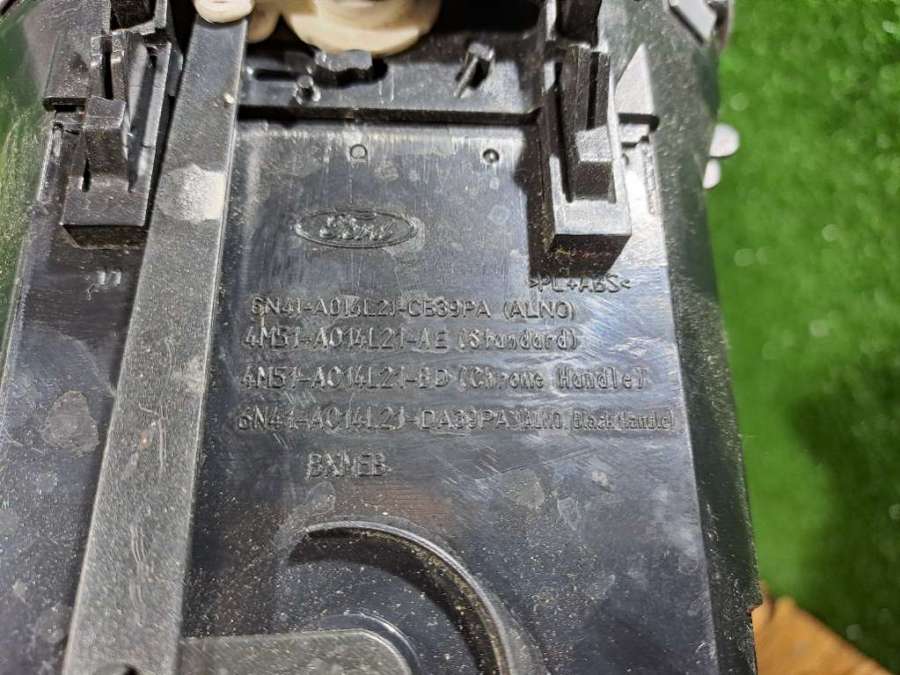 Ford
>PC+ABS<
6N41-A014L21-CB39PA (ALNO)
4M51-A014L21-AE (Standard)
4M51-A014L21-BD (Chrome Handle)
6N41-A014L21-DA39PA (ALNO, Black Handle)
BXMEB